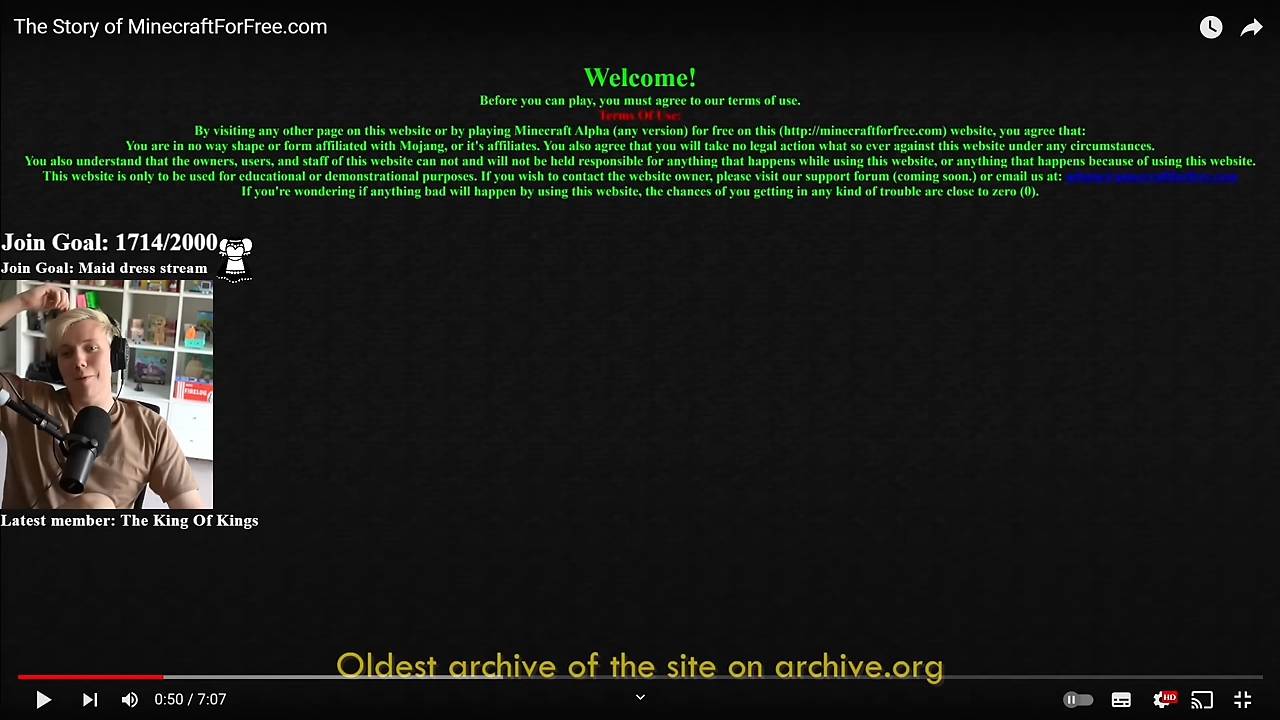 The Story of MinecraftForFree.com
Welcome!
Before you can play, you must agree to our terms of use.
Terms Of Use:
By visiting any other page on this website or by playing Minecraft Alpha (any version) for free on this (http://minecraftforfree.com) website, you agree that:
You are in no way shape or form affiliated with Mojang, or it's affiliates. You also agree that you will take no legal action what so ever against this website under any circumstances.
You also understand that the owners, users, and staff of this website can not and will not be held responsible for anything that happens while using this website, or anything that happens because of using this website.
This website is only to be used for educational or demonstrational purposes. If you wish to contact the website owner, please visit our support forum (coming soon.) or email us at:
If you're wondering if anything bad will happen by using this website, the chances of you getting in any kind of trouble are close to zero (0).
Join Goal: 1714/2000
Join Goal: Maid dress stream
FIRELOG
Latest member: The King Of Kings
Oldest archive of the site on archive.org
0:50 / 7:07
HD